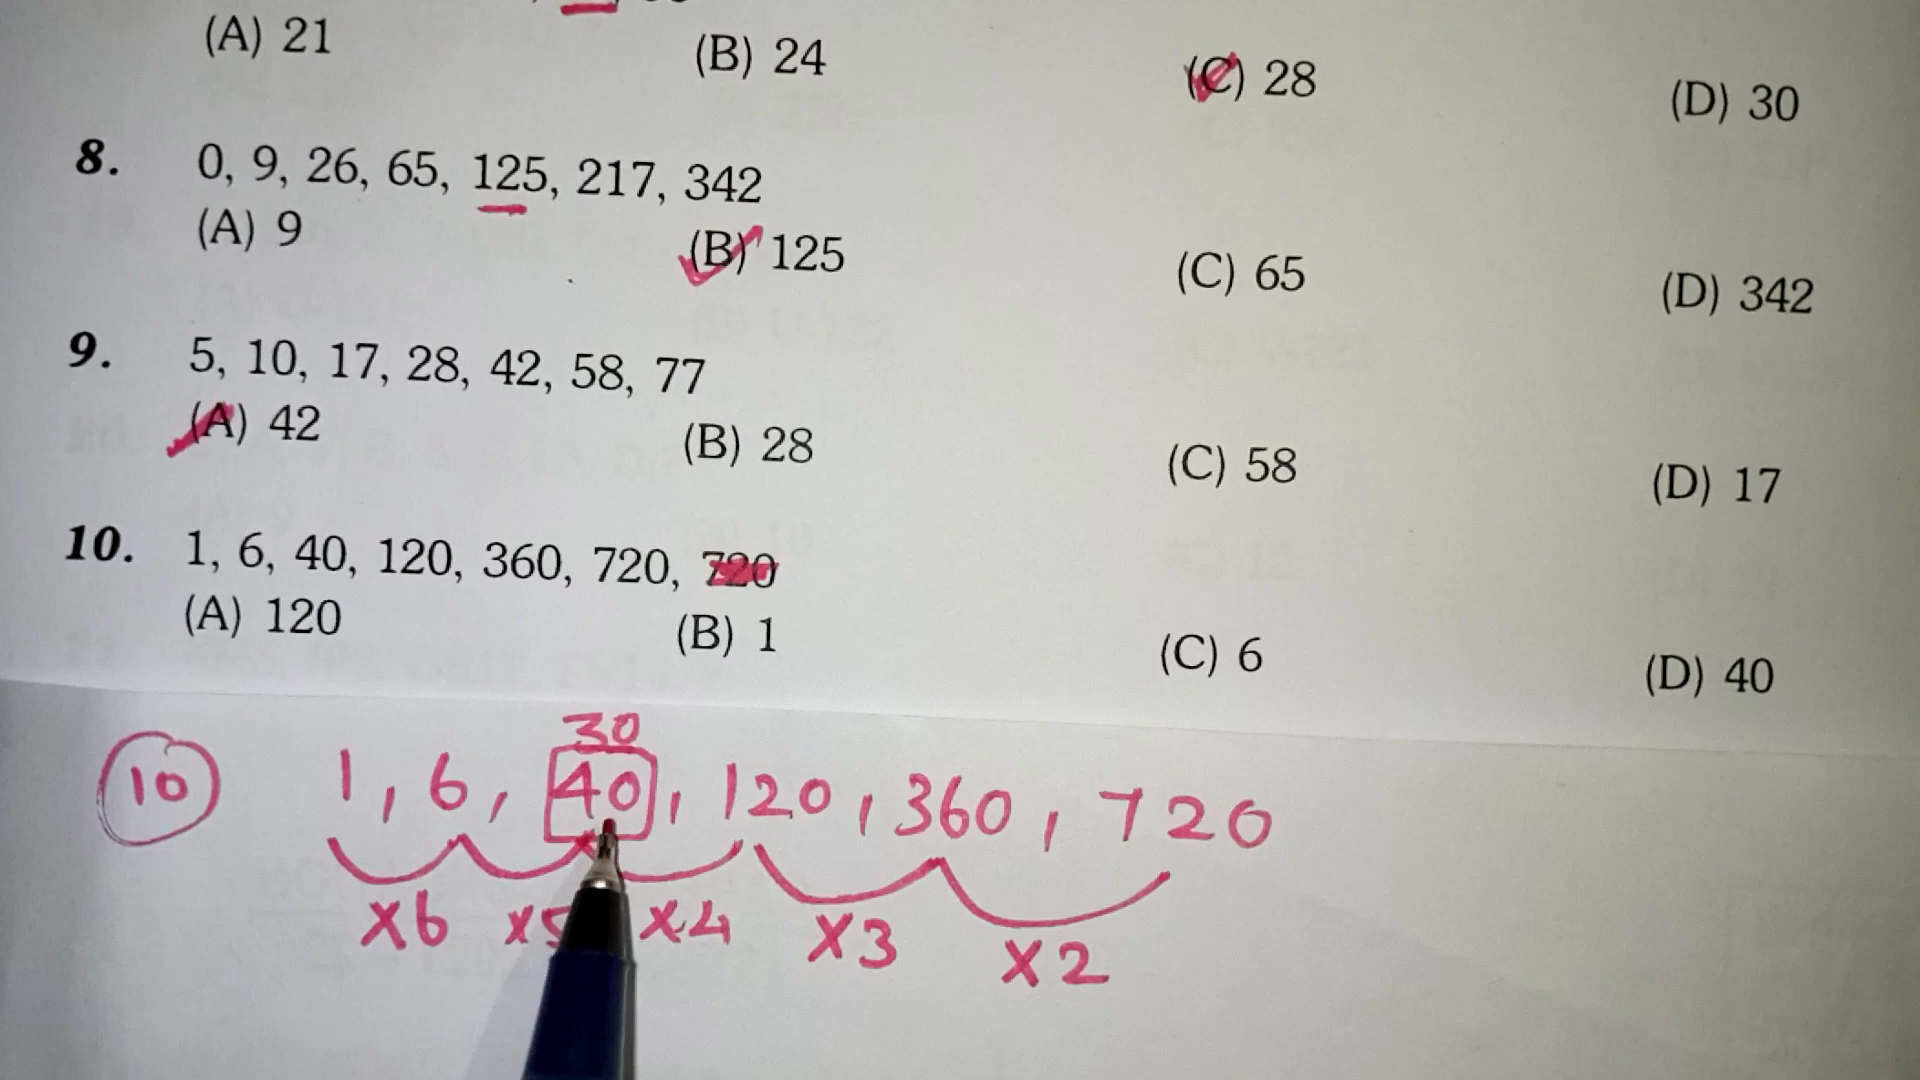 (A) 21 (B) 24 (C) 28 (D) 30
8. 0, 9, 26, 65, 125, 217, 342
(A) 9 (B) 125 (C) 65 (D) 342
9. 5, 10, 17, 28, 42, 58, 77
(A) 42 (B) 28 (C) 58 (D) 17
10. 1, 6, 40, 120, 360, 720, 720
(A) 120 (B) 1 (C) 6 (D) 40
30
10 1, 6, 40, 120, 360, 720
x6 x5 x4 x3 x2